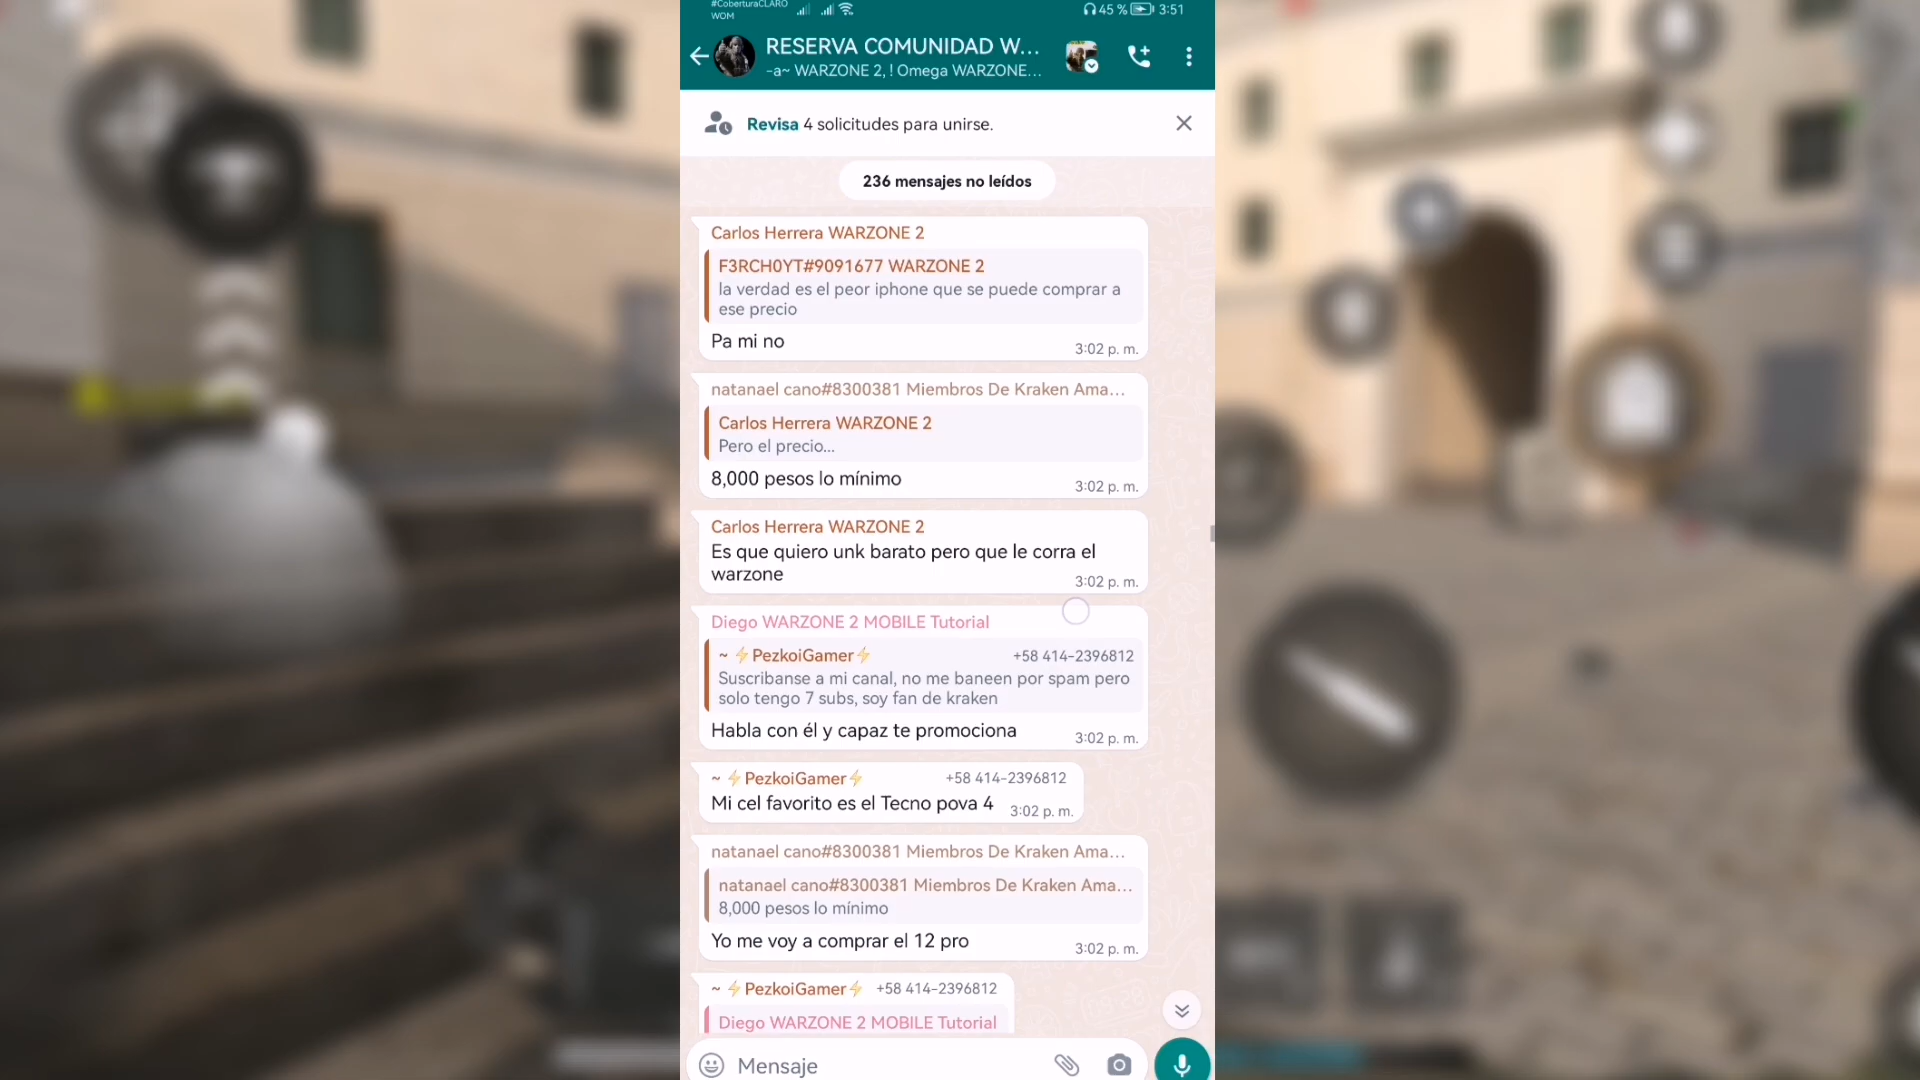 #CoberturaCLARO
WOM
45 % 3:51
RESERVA COMUNIDAD W...
-a~ WARZONE 2, ! Omega WARZONE...
Revisa 4 solicitudes para unirse.
236 mensajes no leídos
Carlos Herrera WARZONE 2
F3RCH0YT#9091677 WARZONE 2
la verdad es el peor iphone que se puede comprar a
ese precio
Pa mi no
3:02 p. m.
natanael cano#8300381 Miembros De Kraken Ama...
Carlos Herrera WARZONE 2
Pero el precio...
8,000 pesos lo mínimo
3:02 p. m.
Carlos Herrera WARZONE 2
Es que quiero unk barato pero que le corra el
warzone
3:02 p. m.
Diego WARZONE 2 MOBILE Tutorial
~ ⚡PezkoiGamer⚡ +58 414-2396812
Suscribanse a mi canal, no me baneen por spam pero
solo tengo 7 subs, soy fan de kraken
Habla con él y capaz te promociona
3:02 p. m.
~ ⚡PezkoiGamer⚡ +58 414-2396812
Mi cel favorito es el Tecno pova 4
3:02 p. m.
natanael cano#8300381 Miembros De Kraken Ama...
natanael cano#8300381 Miembros De Kraken Ama...
8,000 pesos lo mínimo
Yo me voy a comprar el 12 pro
3:02 p. m.
~ ⚡PezkoiGamer⚡ +58 414-2396812
Diego WARZONE 2 MOBILE Tutorial
Mensaje